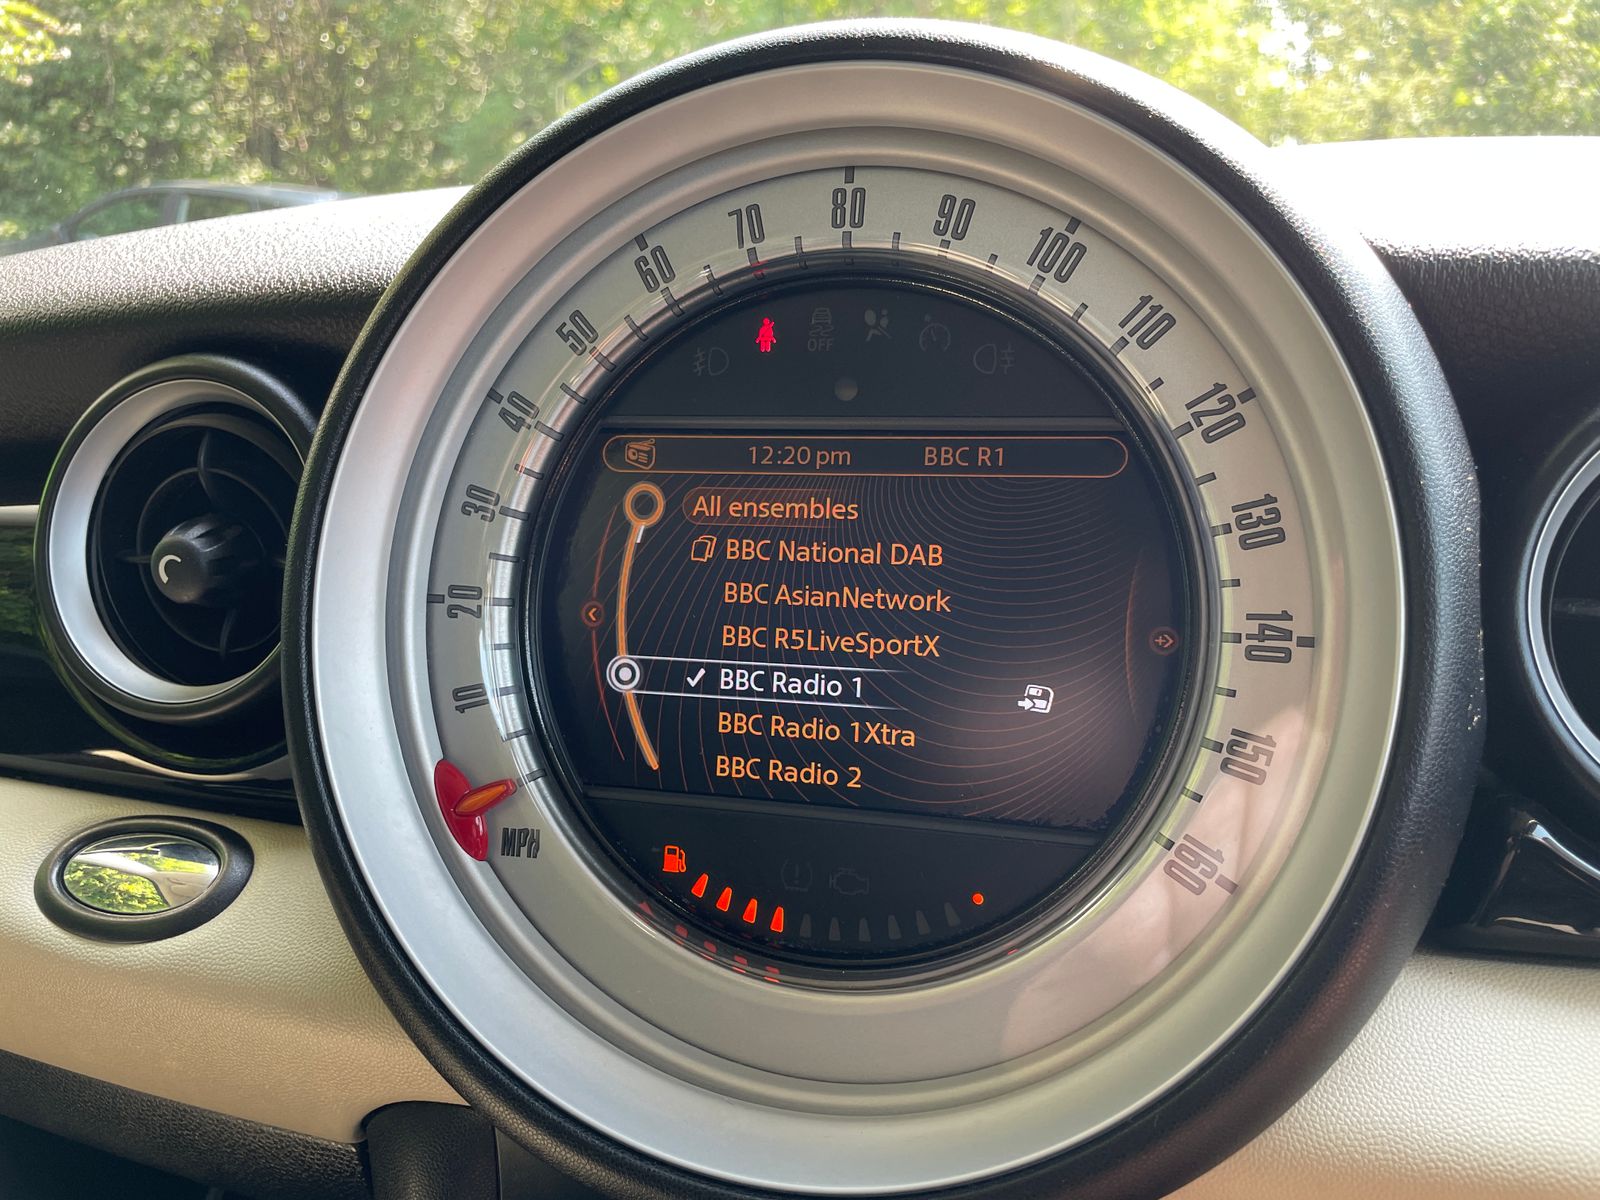 10
20
30
40
50
60
70
80
90
100
110
120
130
140
150
160
MPH
OFF
12:20 pm BBC R1
All ensembles
BBC National DAB
BBC AsianNetwork
BBC R5LiveSportX
✓ BBC Radio 1
BBC Radio 1Xtra
BBC Radio 2